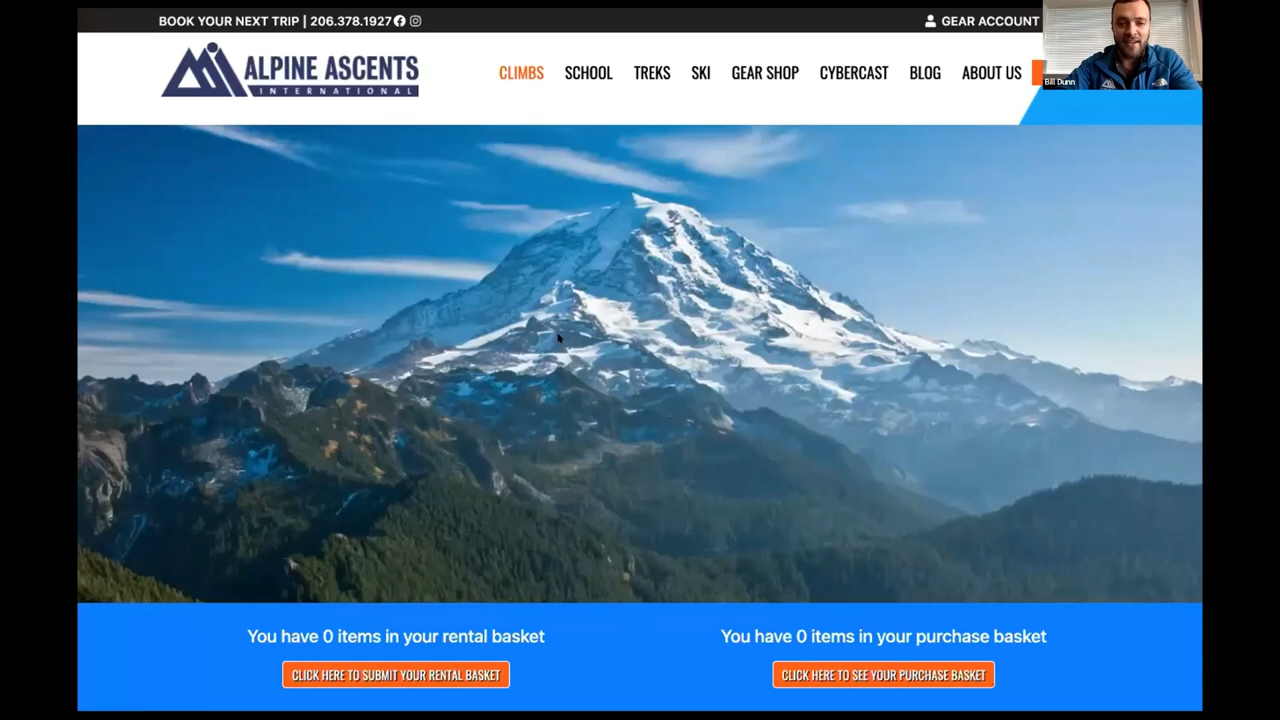 BOOK YOUR NEXT TRIP | 206.378.1927
GEAR ACCOUNT
ALPINE ASCENTS
INTERNATIONAL
CLIMBS SCHOOL TREKS SKI GEAR SHOP CYBERCAST BLOG ABOUT US
Bill Dunn
You have 0 items in your rental basket
You have 0 items in your purchase basket
CLICK HERE TO SUBMIT YOUR RENTAL BASKET
CLICK HERE TO SEE YOUR PURCHASE BASKET